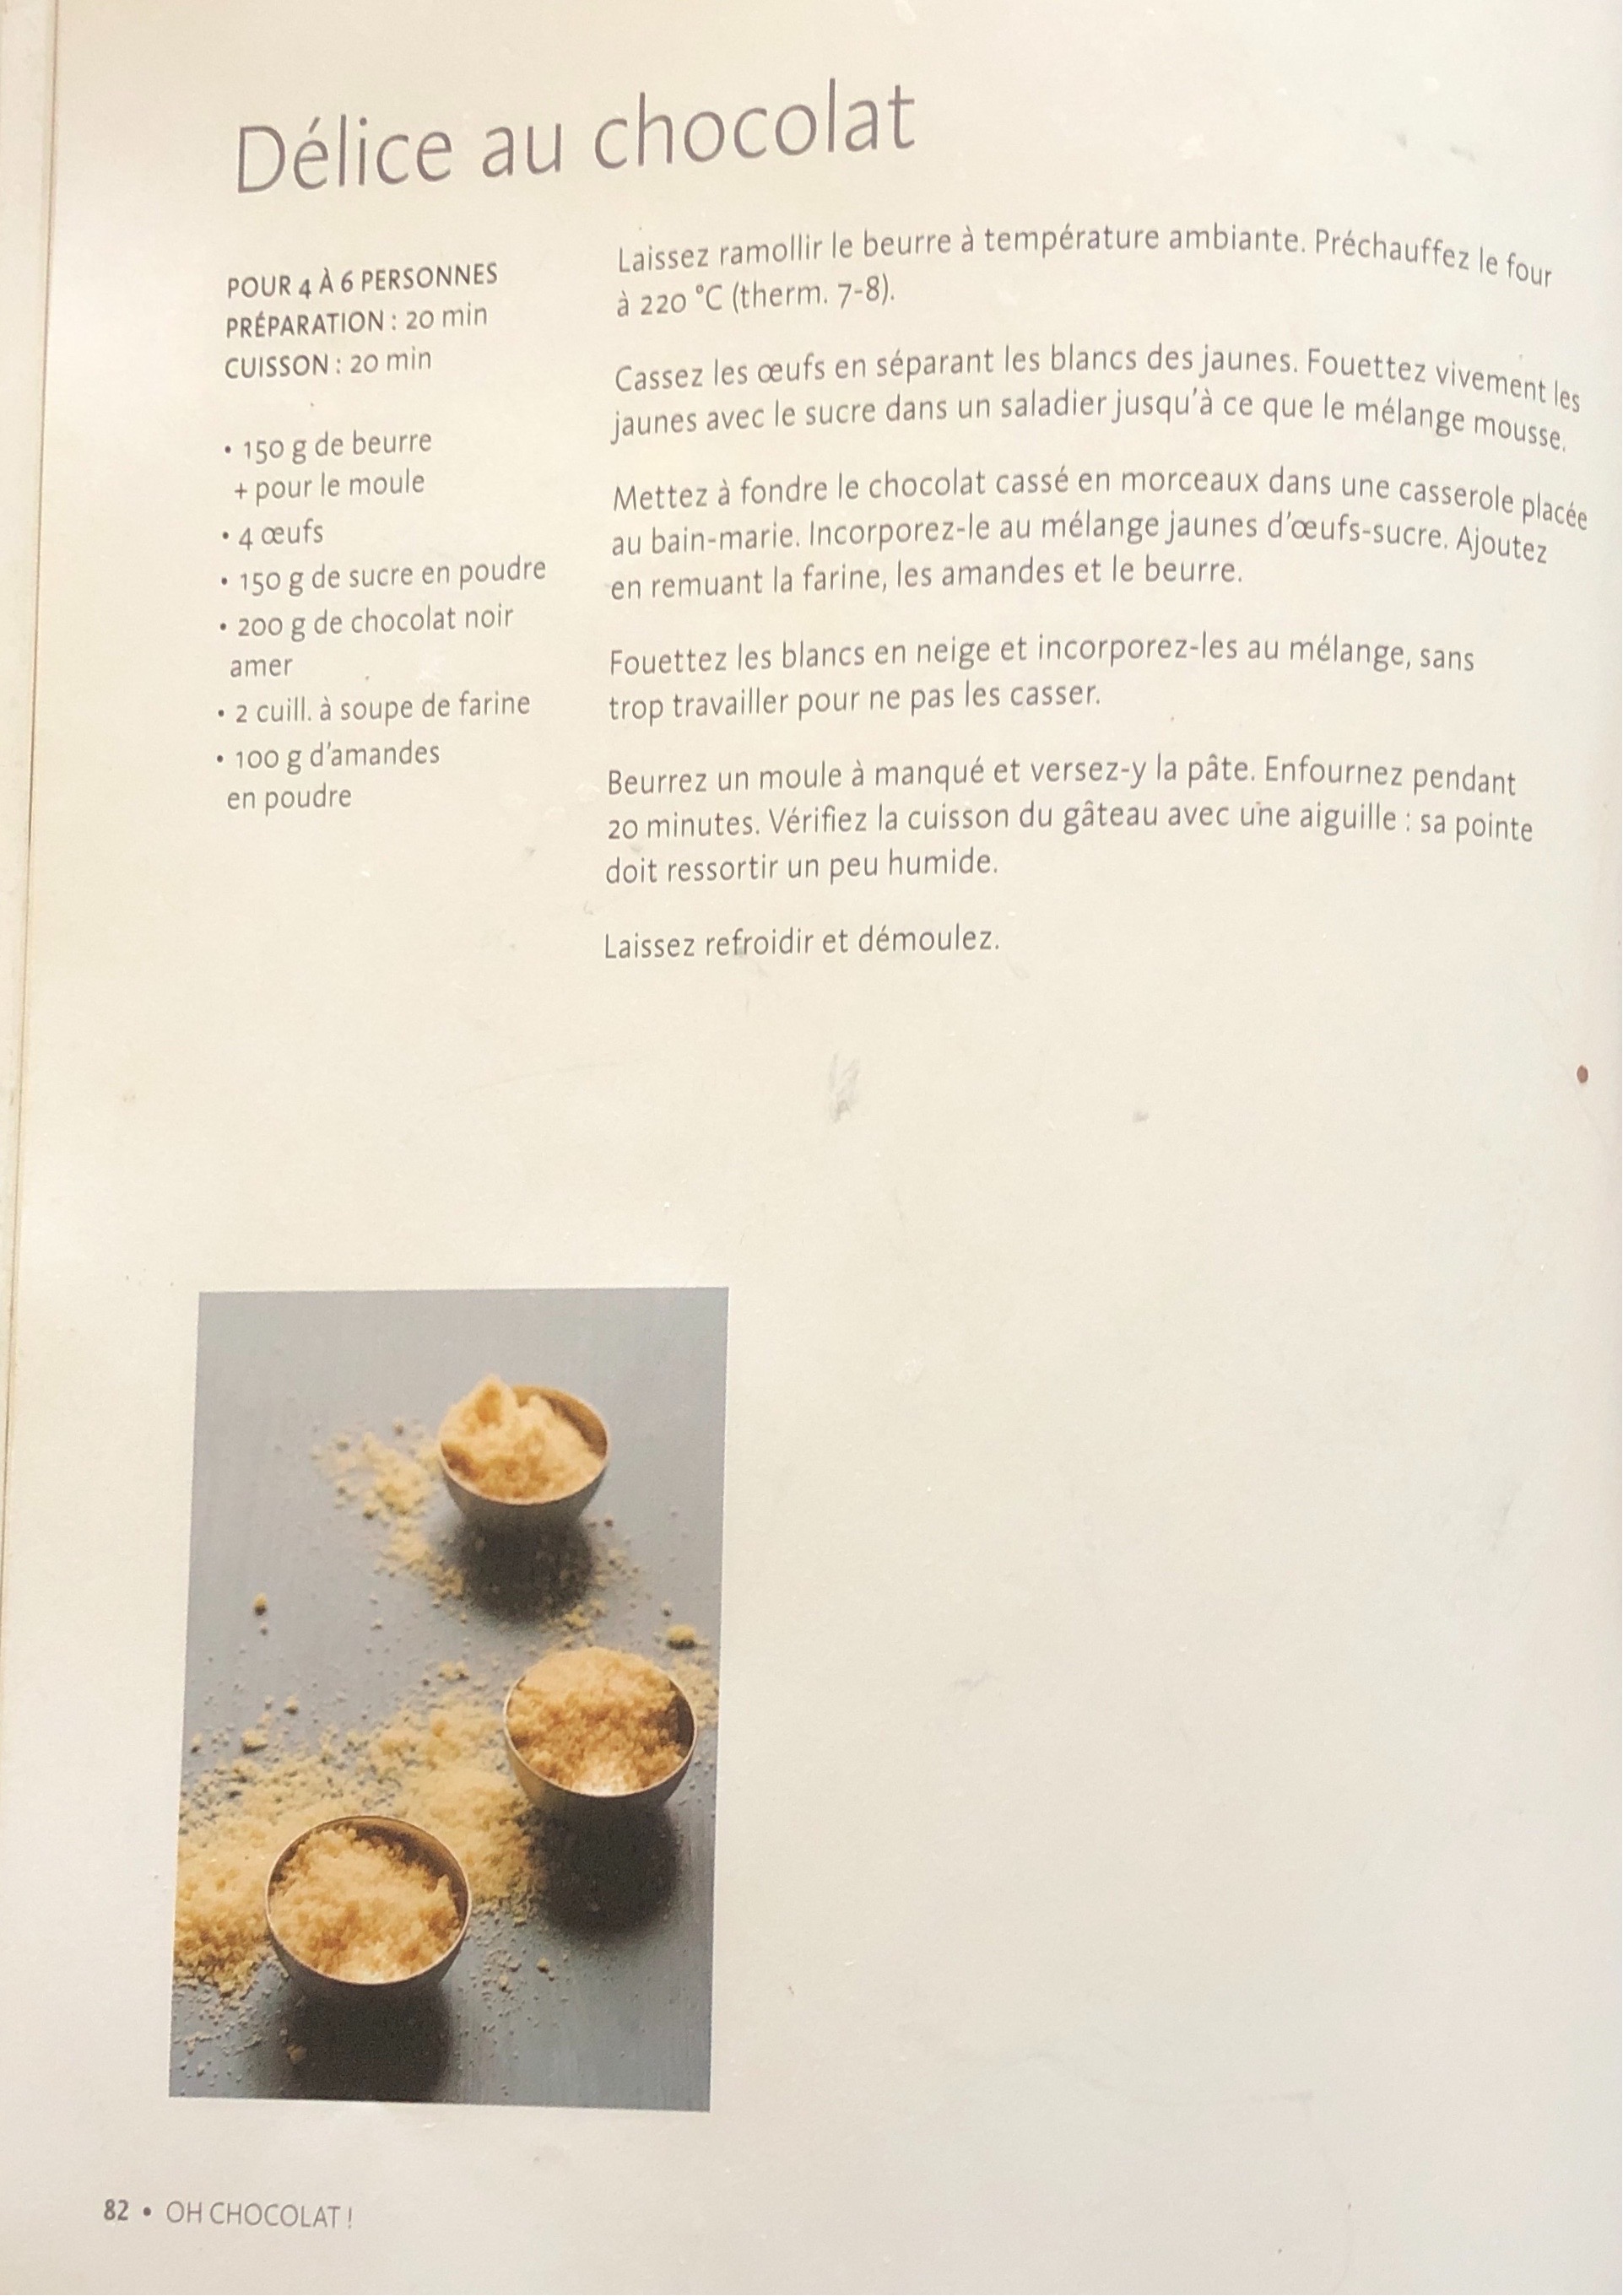 Délice au chocolat
POUR 4 À 6 PERSONNES
PRÉPARATION : 20 min
CUISSON : 20 min
• 150 g de beurre
+ pour le moule
• 4 œufs
• 150 g de sucre en poudre
• 200 g de chocolat noir
amer
• 2 cuill. à soupe de farine
• 100 g d'amandes
en poudre
Laissez ramollir le beurre à température ambiante. Préchauffez le four
à 220 °C (therm. 7-8).
Cassez les œufs en séparant les blancs des jaunes. Fouettez vivement les
jaunes avec le sucre dans un saladier jusqu'à ce que le mélange mousse.
Mettez à fondre le chocolat cassé en morceaux dans une casserole placée
au bain-marie. Incorporez-le au mélange jaunes d'œufs-sucre. Ajoutez
en remuant la farine, les amandes et le beurre.
Fouettez les blancs en neige et incorporez-les au mélange, sans
trop travailler pour ne pas les casser.
Beurrez un moule à manqué et versez-y la pâte. Enfournez pendant
20 minutes. Vérifiez la cuisson du gâteau avec une aiguille : sa pointe
doit ressortir un peu humide.
Laissez refroidir et démoulez.
82 • OH CHOCOLAT !